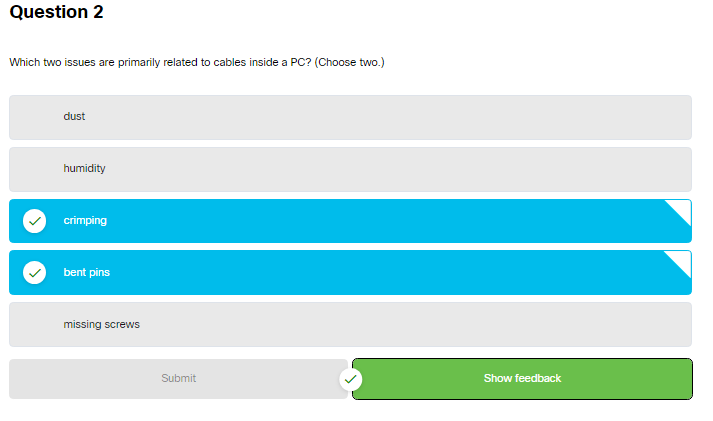 Question 2
Which two issues are primarily related to cables inside a PC? (Choose two.)
dust
humidity
crimping
bent pins
missing screws
Submit
Show feedback